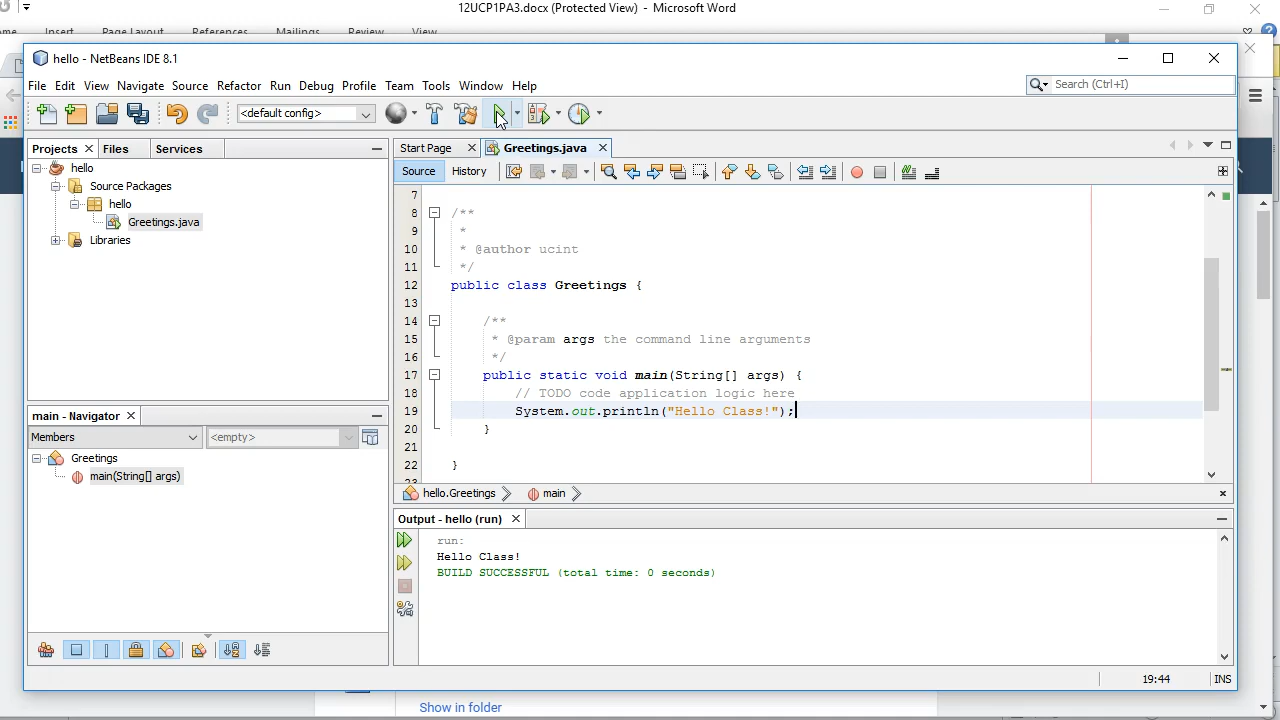 12UCP1PA3.docx (Protected View) - Microsoft Word
Insert Page Layout References Mailings Review View
hello - NetBeans IDE 8.1
File Edit View Navigate Source Refactor Run Debug Profile Team Tools Window Help
Search (Ctrl+I)
<default config>
Projects Files Services
hello
Source Packages
hello
Greetings.java
Libraries
Start Page Greetings.java
Source History
7
8 /**
9 *
10 * @author ucint
11 */
12 public class Greetings {
13
14 /**
15 * @param args the command line arguments
16 */
17 public static void main(String[] args) {
18 // TODO code application logic here
19 System.out.println("Hello Class!");
20 }
21
22 }
hello.Greetings main
main - Navigator
Members <empty>
Greetings
main(String[] args)
Output - hello (run)
run:
Hello Class!
BUILD SUCCESSFUL (total time: 0 seconds)
19:44 INS
Show in folder